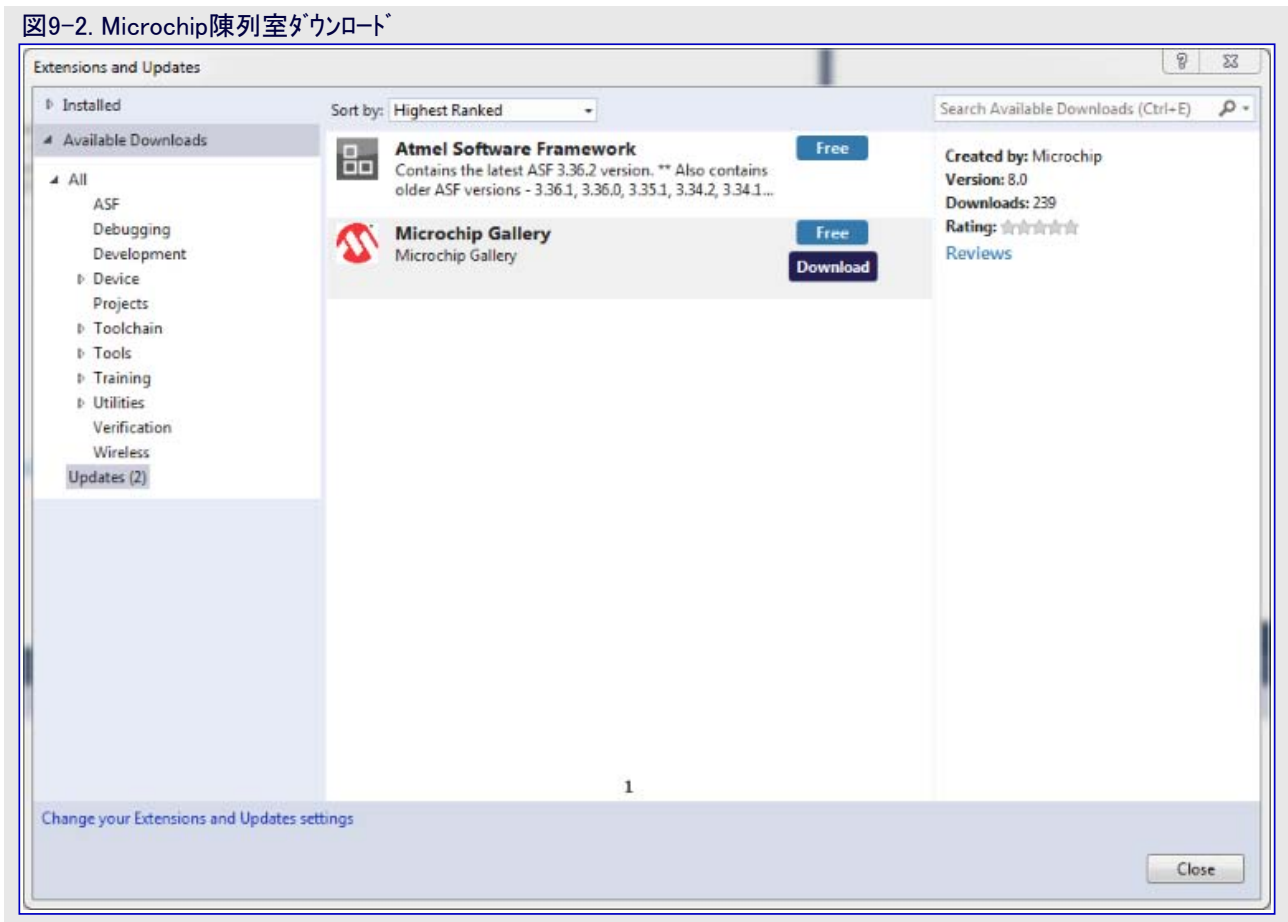 図9-2. Microchip陳列室ﾀﾞｳﾝﾛｰﾄﾞ
Extensions and Updates
Installed
Available Downloads
All
ASF
Debugging
Development
Device
Projects
Toolchain
Tools
Training
Utilities
Verification
Wireless
Updates (2)
Sort by: Highest Ranked
Atmel Software Framework
Free
Contains the latest ASF 3.36.2 version. ** Also contains
older ASF versions - 3.36.1, 3.36.0, 3.35.1, 3.34.2, 3.34.1...
Microchip Gallery
Free
Microchip Gallery
Download
1
Search Available Downloads (Ctrl+E)
Created by: Microchip
Version: 8.0
Downloads: 239
Rating:
Reviews
Change your Extensions and Updates settings
Close